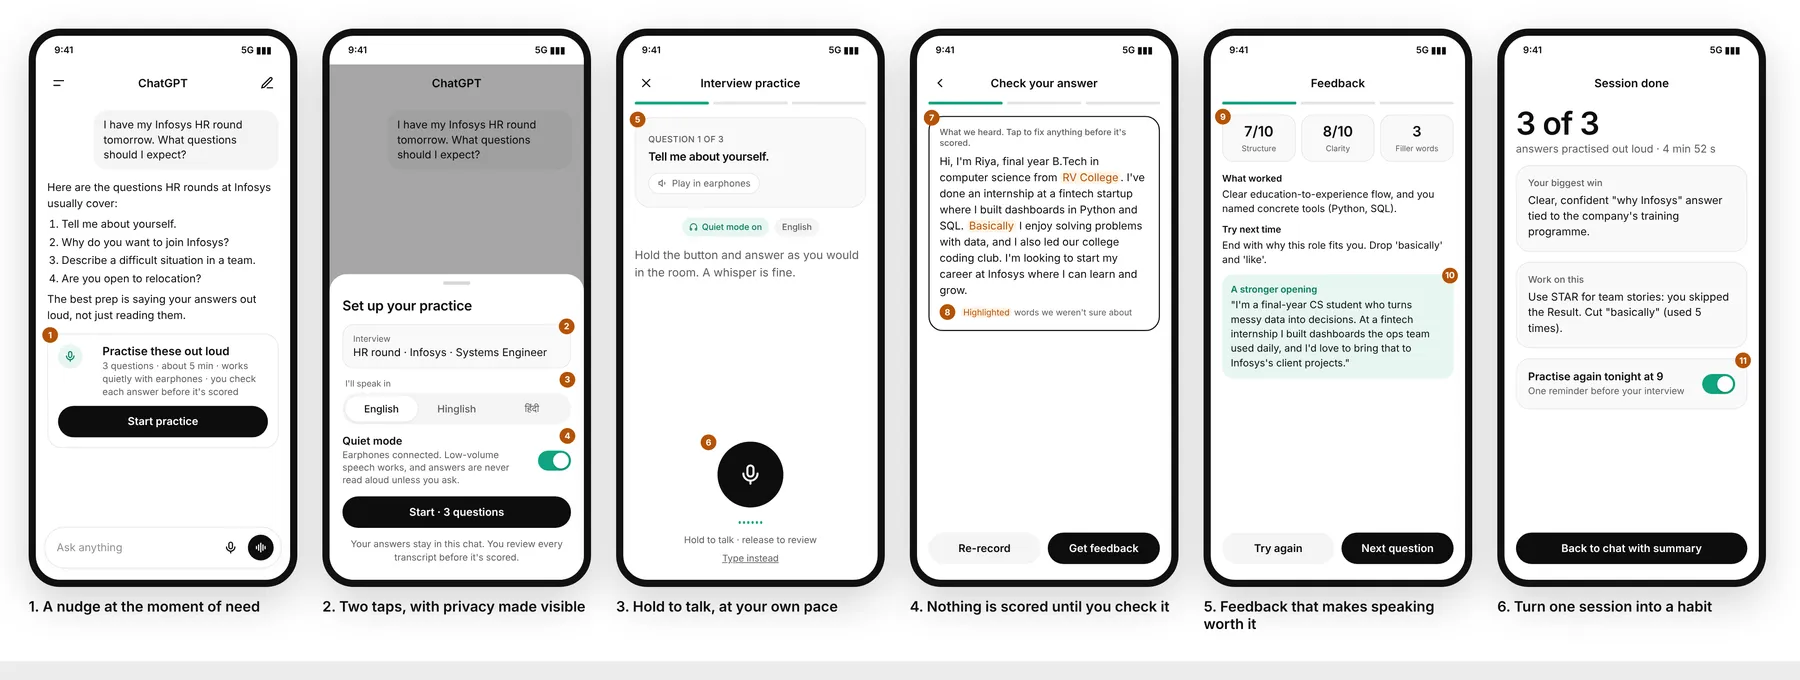 9:41
5G
ChatGPT
I have my Infosys HR round
tomorrow. What questions
should I expect?
Here are the questions HR rounds at Infosys
usually cover:
1. Tell me about yourself.
2. Why do you want to join Infosys?
3. Describe a difficult situation in a team.
4. Are you open to relocation?
The best prep is saying your answers out
loud, not just reading them.
1
Practise these out loud
3 questions · about 5 min · works
quietly with earphones · you check
each answer before it's scored
Start practice
Ask anything
1. A nudge at the moment of need
9:41
5G
ChatGPT
I have my Infosys HR round
tomorrow. What questions
should I expect?
Set up your practice
2
Interview
HR round · Infosys · Systems Engineer
3
I'll speak in
English
Hinglish
हिंदी
4
Quiet mode
Earphones connected. Low-volume
speech works, and answers are never
read aloud unless you ask.
Start · 3 questions
Your answers stay in this chat. You review every
transcript before it's scored.
2. Two taps, with privacy made visible
9:41
5G
Interview practice
5
QUESTION 1 OF 3
Tell me about yourself.
Play in earphones
Quiet mode on
English
Hold the button and answer as you would
in the room. A whisper is fine.
6
Hold to talk · release to review
Type instead
3. Hold to talk, at your own pace
9:41
5G
Check your answer
7
What we heard. Tap to fix anything before it's
scored.
Hi, I'm Riya, final year B.Tech in
computer science from RV College. I've
done an internship at a fintech startup
where I built dashboards in Python and
SQL. Basically I enjoy solving problems
with data, and I also led our college
coding club. I'm looking to start my
career at Infosys where I can learn and
grow.
8
Highlighted words we weren't sure about
Re-record
Get feedback
4. Nothing is scored until you check it
9:41
5G
Feedback
9
7/10
Structure
8/10
Clarity
3
Filler words
What worked
Clear education-to-experience flow, and you
named concrete tools (Python, SQL).
Try next time
End with why this role fits you. Drop 'basically'
and 'like'.
10
A stronger opening
"I'm a final-year CS student who turns
messy data into decisions. At a fintech
internship I built dashboards the ops team
used daily, and I'd love to bring that to
Infosys's client projects."
Try again
Next question
5. Feedback that makes speaking
worth it
9:41
5G
Session done
3 of 3
answers practised out loud · 4 min 52 s
Your biggest win
Clear, confident "why Infosys" answer
tied to the company's training
programme.
Work on this
Use STAR for team stories: you skipped
the Result. Cut "basically" (used 5
times).
11
Practise again tonight at 9
One reminder before your interview
Back to chat with summary
6. Turn one session into a habit